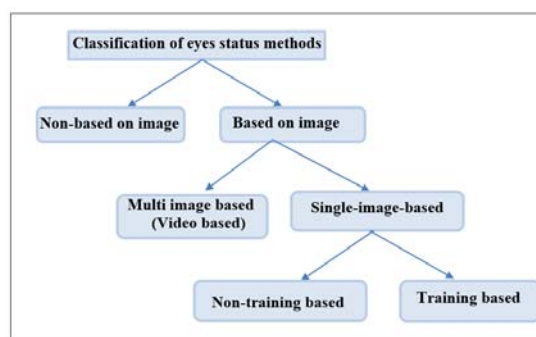 Classification of eyes status methods
Non-based on image
Based on image
Multi image based
(Video based)
Single-image-based
Non-training based
Training based